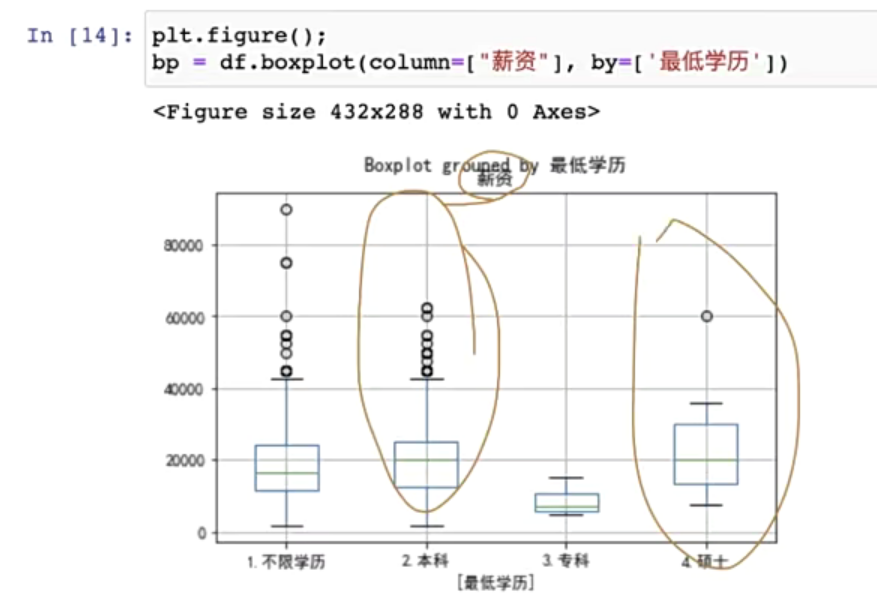 In [14]: plt.figure();
bp = df.boxplot(column=["薪资"], by=['最低学历'])
<Figure size 432x288 with 0 Axes>
Boxplot grouped by 最低学历
薪资
80000
60000
40000
20000
0
1. 不限学历 2. 本科 3. 专科 4. 硕士
[最低学历]